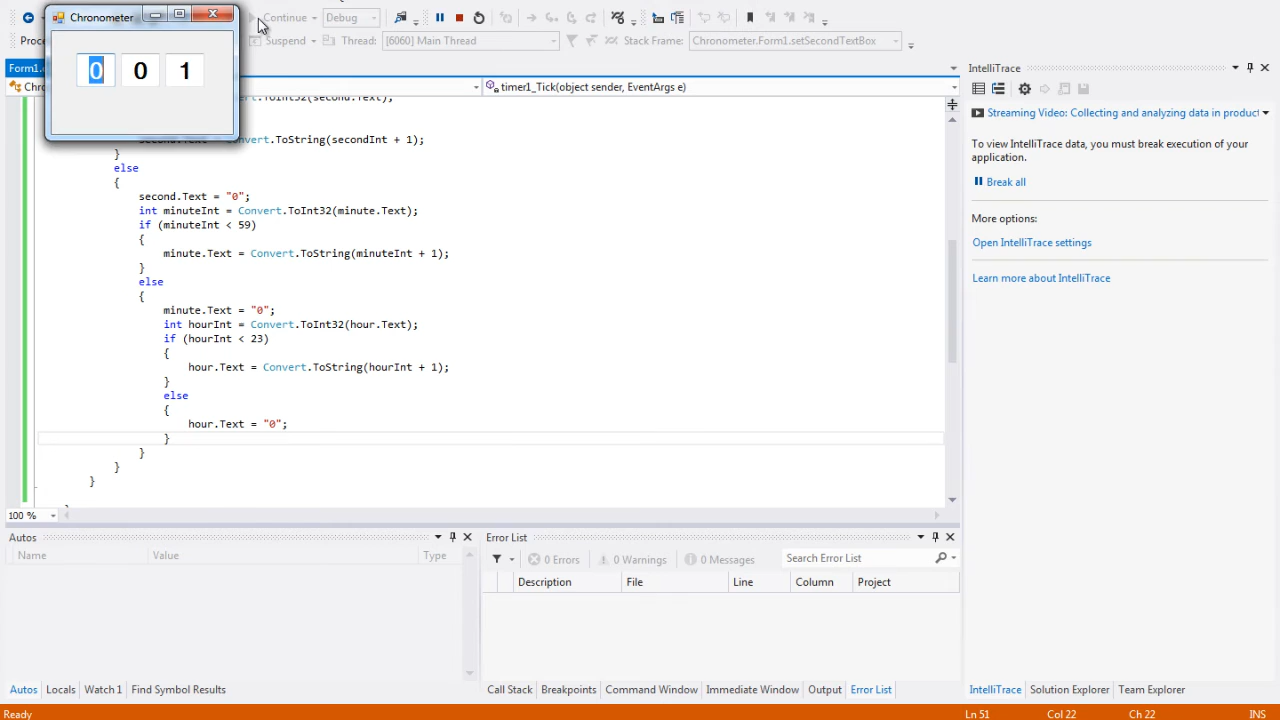 Chronometer
0 0 1
Continue
Debug
Suspend
Thread:
[6060] Main Thread
Stack Frame:
Chronometer.Form1.setSecondTextBox
timer1_Tick(object sender, EventArgs e)
second.Text = Convert.ToString(secondInt + 1);
}
else
{
second.Text = "0";
int minuteInt = Convert.ToInt32(minute.Text);
if (minuteInt < 59)
{
minute.Text = Convert.ToString(minuteInt + 1);
}
else
{
minute.Text = "0";
int hourInt = Convert.ToInt32(hour.Text);
if (hourInt < 23)
{
hour.Text = Convert.ToString(hourInt + 1);
}
else
{
hour.Text = "0";
}
}
}
}
100 %
IntelliTrace
Streaming Video: Collecting and analyzing data in product
To view IntelliTrace data, you must break execution of your
application.
Break all
More options:
Open IntelliTrace settings
Learn more about IntelliTrace
Autos
Name Value Type
Error List
0 Errors 0 Warnings 0 Messages Search Error List
Description File Line Column Project
Autos Locals Watch 1 Find Symbol Results
Call Stack Breakpoints Command Window Immediate Window Output Error List
IntelliTrace Solution Explorer Team Explorer
Ready Ln 51 Col 22 Ch 22 INS